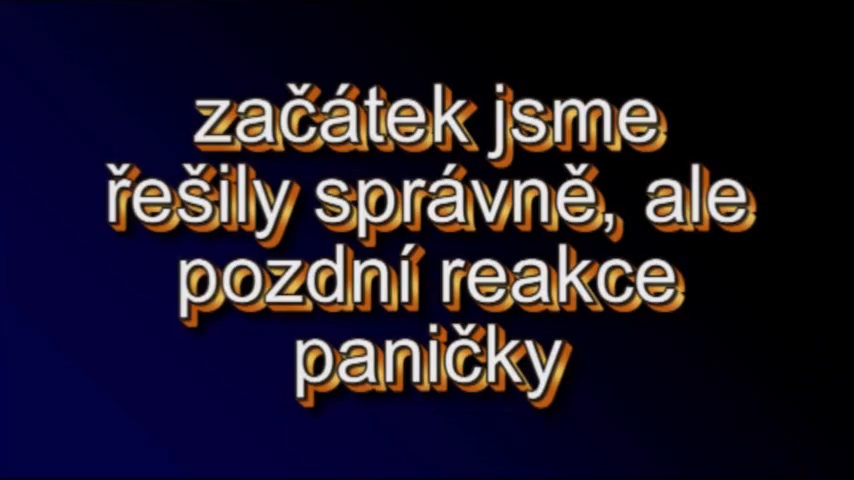 začátek jsme
řešily správně, ale
pozdní reakce
paničky